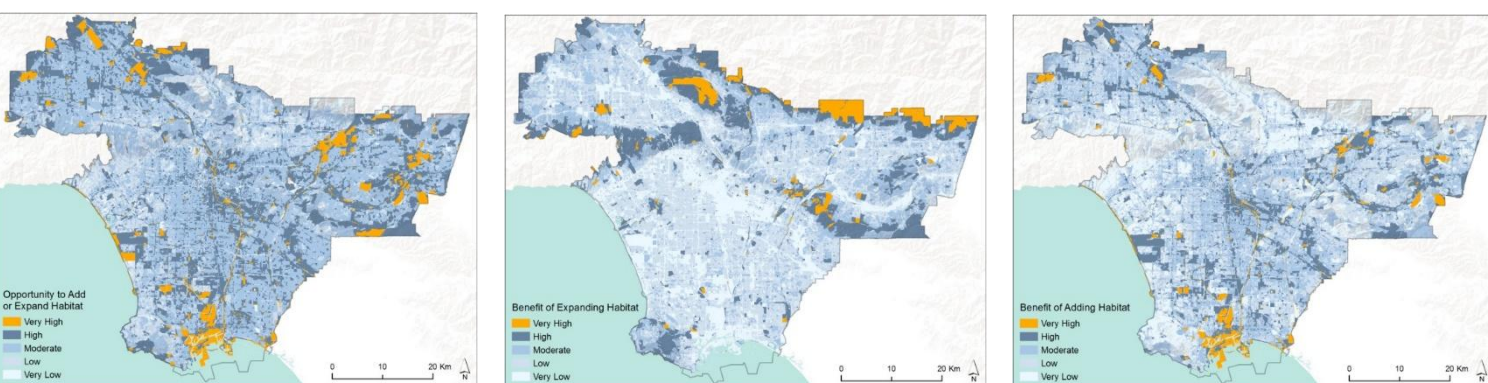 Opportunity to Add
or Expand Habitat
Very High
High
Moderate
Low
Very Low
0 10 20 Km
N
Benefit of Expanding Habitat
Very High
High
Moderate
Low
Very Low
0 10 20 Km
N
Benefit of Adding Habitat
Very High
High
Moderate
Low
Very Low
0 10 20 Km
N